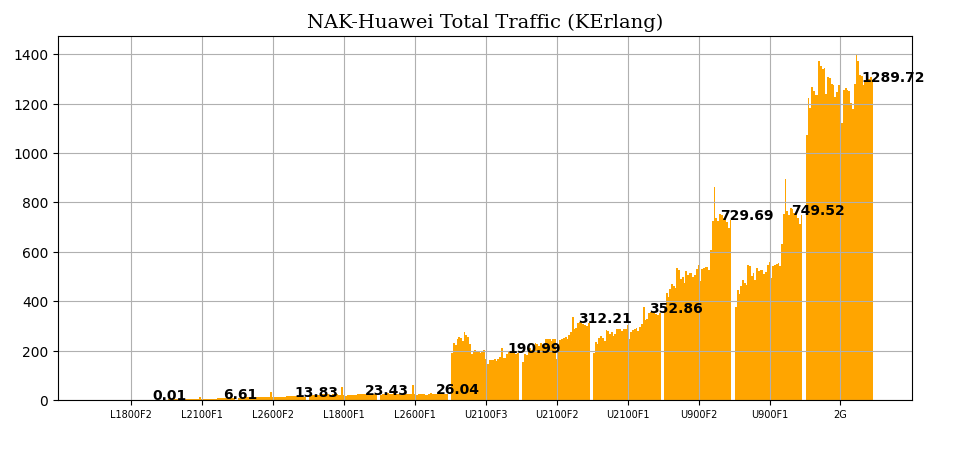 NAK-Huawei Total Traffic (KErlang)
1400
1200
1000
800
600
400
200
0
0.01
6.61
13.83
23.43
26.04
190.99
312.21
352.86
729.69
749.52
1289.72
L1800F2
L2100F1
L2600F2
L1800F1
L2600F1
U2100F3
U2100F2
U2100F1
U900F2
U900F1
2G